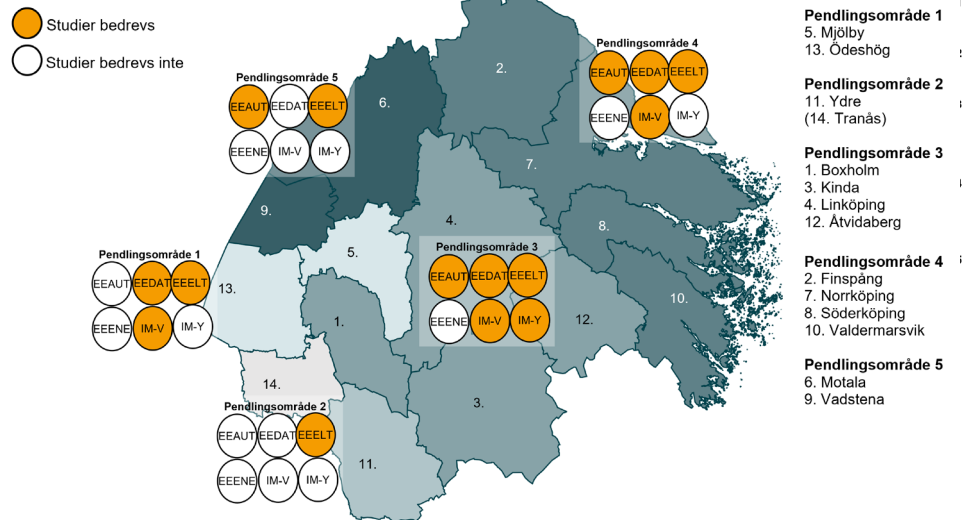 Studier bedrevs
Studier bedrevs inte
Pendlingsområde 5
EEAUT EEDAT EEELT
EEENE IM-V IM-Y
Pendlingsområde 4
EEAUT EEDAT EEELT
EEENE IM-V IM-Y
Pendlingsområde 1
EEAUT EEDAT EEELT
EEENE IM-V IM-Y
Pendlingsområde 3
EEAUT EEDAT EEELT
EEENE IM-V IM-Y
Pendlingsområde 2
EEAUT EEDAT EEELT
EEENE IM-V IM-Y
2.
6.
7.
9.
4.
8.
5.
13.
10.
1.
12.
14.
3.
11.
Pendlingsområde 1
5. Mjölby
13. Ödeshög
Pendlingsområde 2
11. Ydre
(14. Tranås)
Pendlingsområde 3
1. Boxholm
3. Kinda
4. Linköping
12. Åtvidaberg
Pendlingsområde 4
2. Finspång
7. Norrköping
8. Söderköping
10. Valdermarsvik
Pendlingsområde 5
6. Motala
9. Vadstena